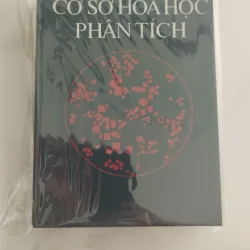 CƠ SỞ HÓA HỌC
PHÂN TÍCH